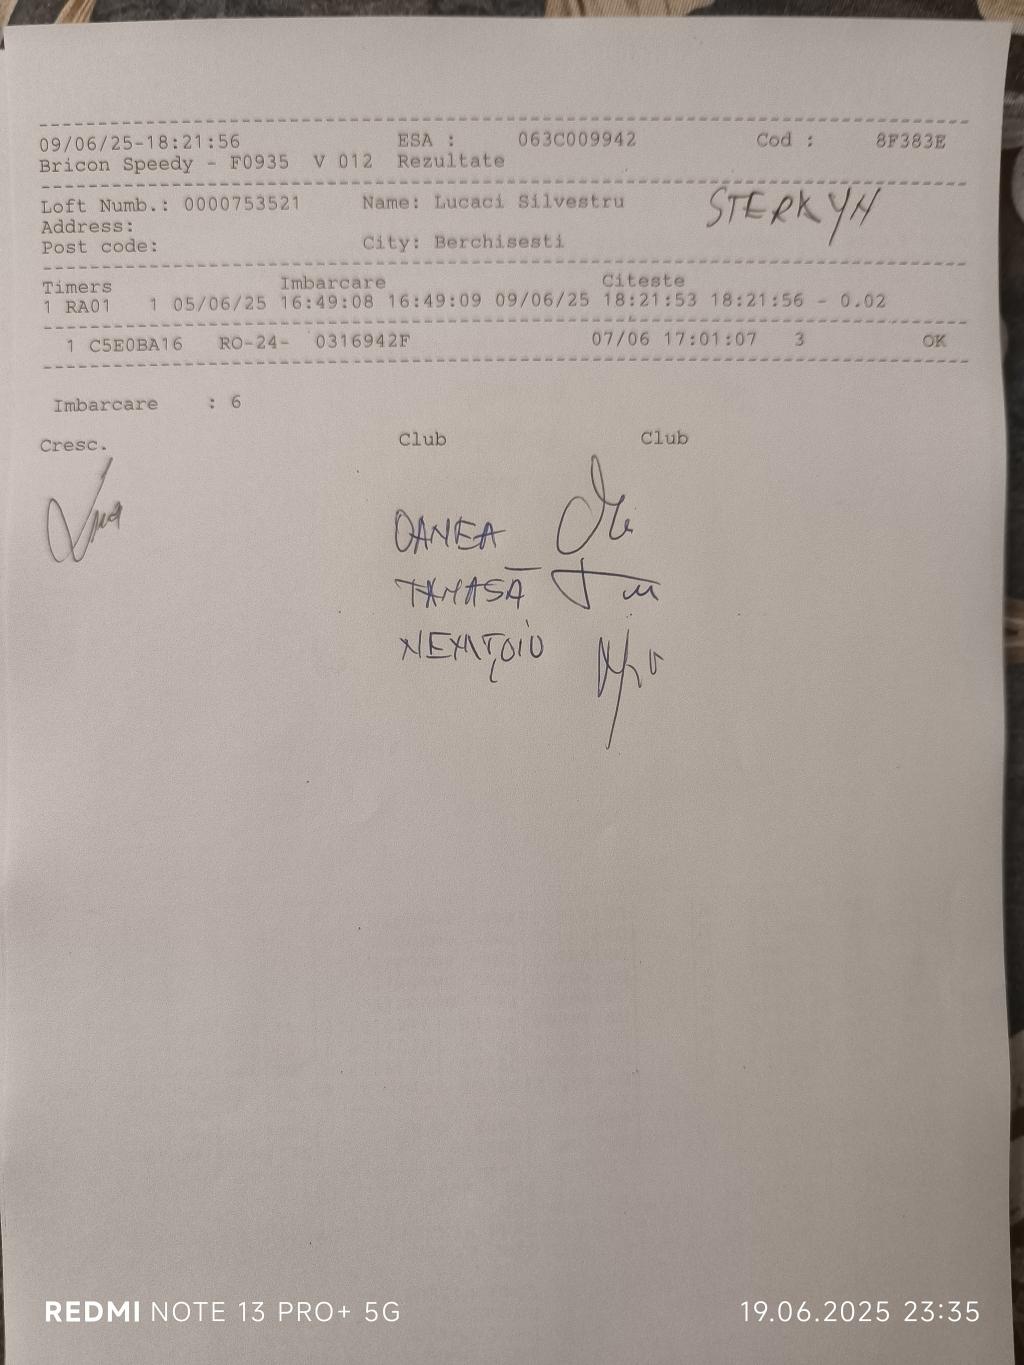 09/06/25-18:21:56 ESA : 063C009942 Cod : 8F383E
Bricon Speedy - F0935 V 012 Rezultate
Loft Numb.: 0000753521 Name: Lucaci Silvestru STERKYH
Address:
Post code: City: Berchisesti
Timers Imbarcare Citeste
1 RA01 1 05/06/25 16:49:08 16:49:09 09/06/25 18:21:53 18:21:56 - 0.02
1 C5E0BA16 RO-24- 0316942F 07/06 17:01:07 3 OK
Imbarcare : 6
Cresc. Club Club
OANEA
TAMASĂ
NEMȚOIU
REDMI NOTE 13 PRO+ 5G 19.06.2025 23:35